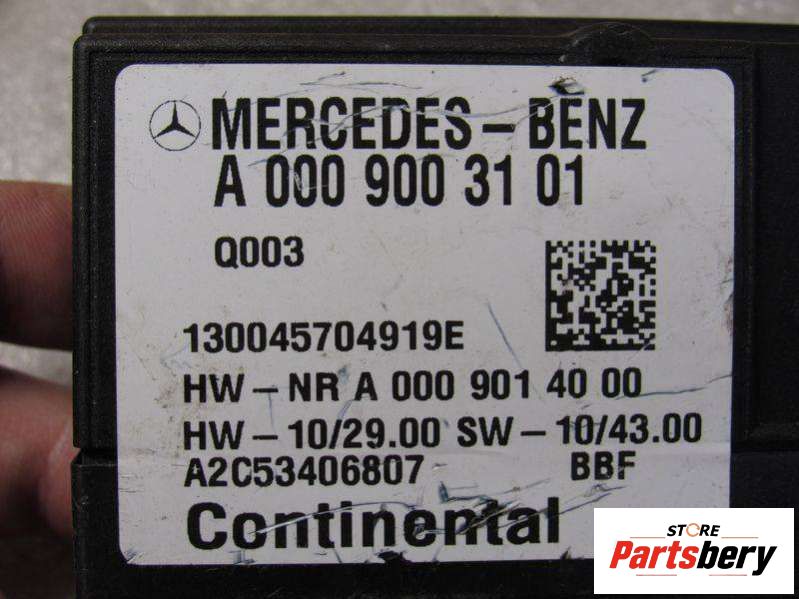 MERCEDES-BENZ
A 000 900 31 01
Q003
130045704919E
HW-NR A 000 901 40 00
HW-10/29.00 SW-10/43.00
A2C53406807 BBF
Continental
STORE
Partsbery